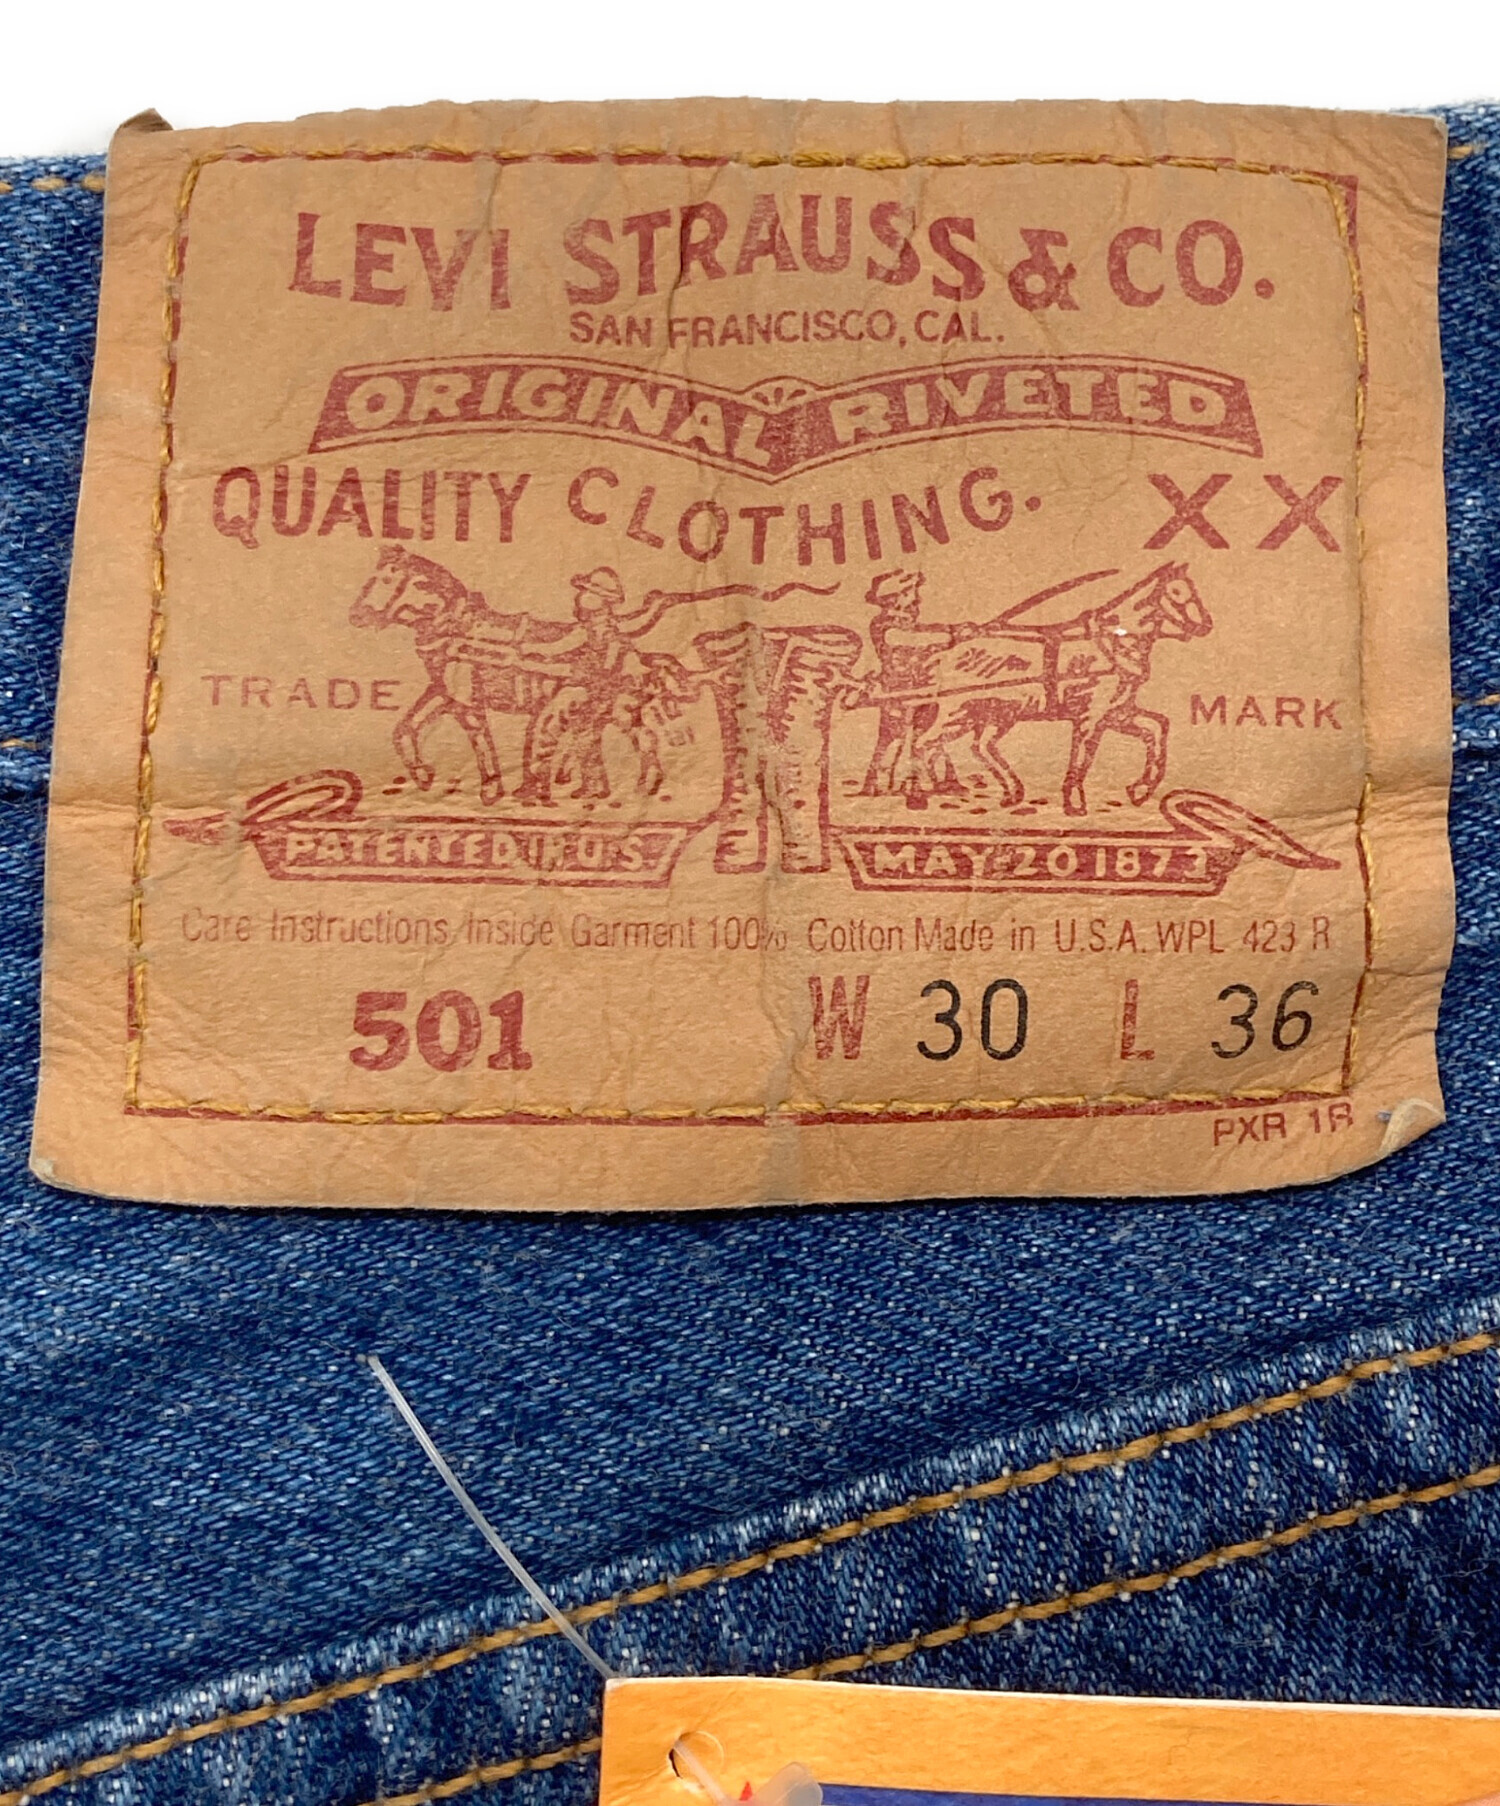 LEVI STRAUSS & CO.
SAN FRANCISCO, CAL.
ORIGINAL RIVETED
QUALITY CLOTHING. XX
TRADE MARK
PATENTED IN U.S. MAY 20 1873
Care Instructions Inside Garment 100% Cotton Made in U.S.A. WPL 423 R
501 W 30 L 36
PXR 1R